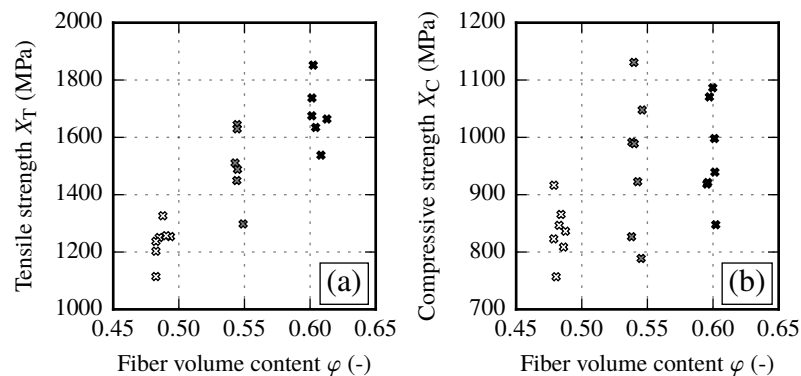 2000
1800
1600
1400
1200
1000
Tensile strength X_T (MPa)
0.45 0.50 0.55 0.60 0.65
Fiber volume content φ (-)
(a)
1200
1100
1000
900
800
700
Compressive strength X_C (MPa)
0.45 0.50 0.55 0.60 0.65
Fiber volume content φ (-)
(b)